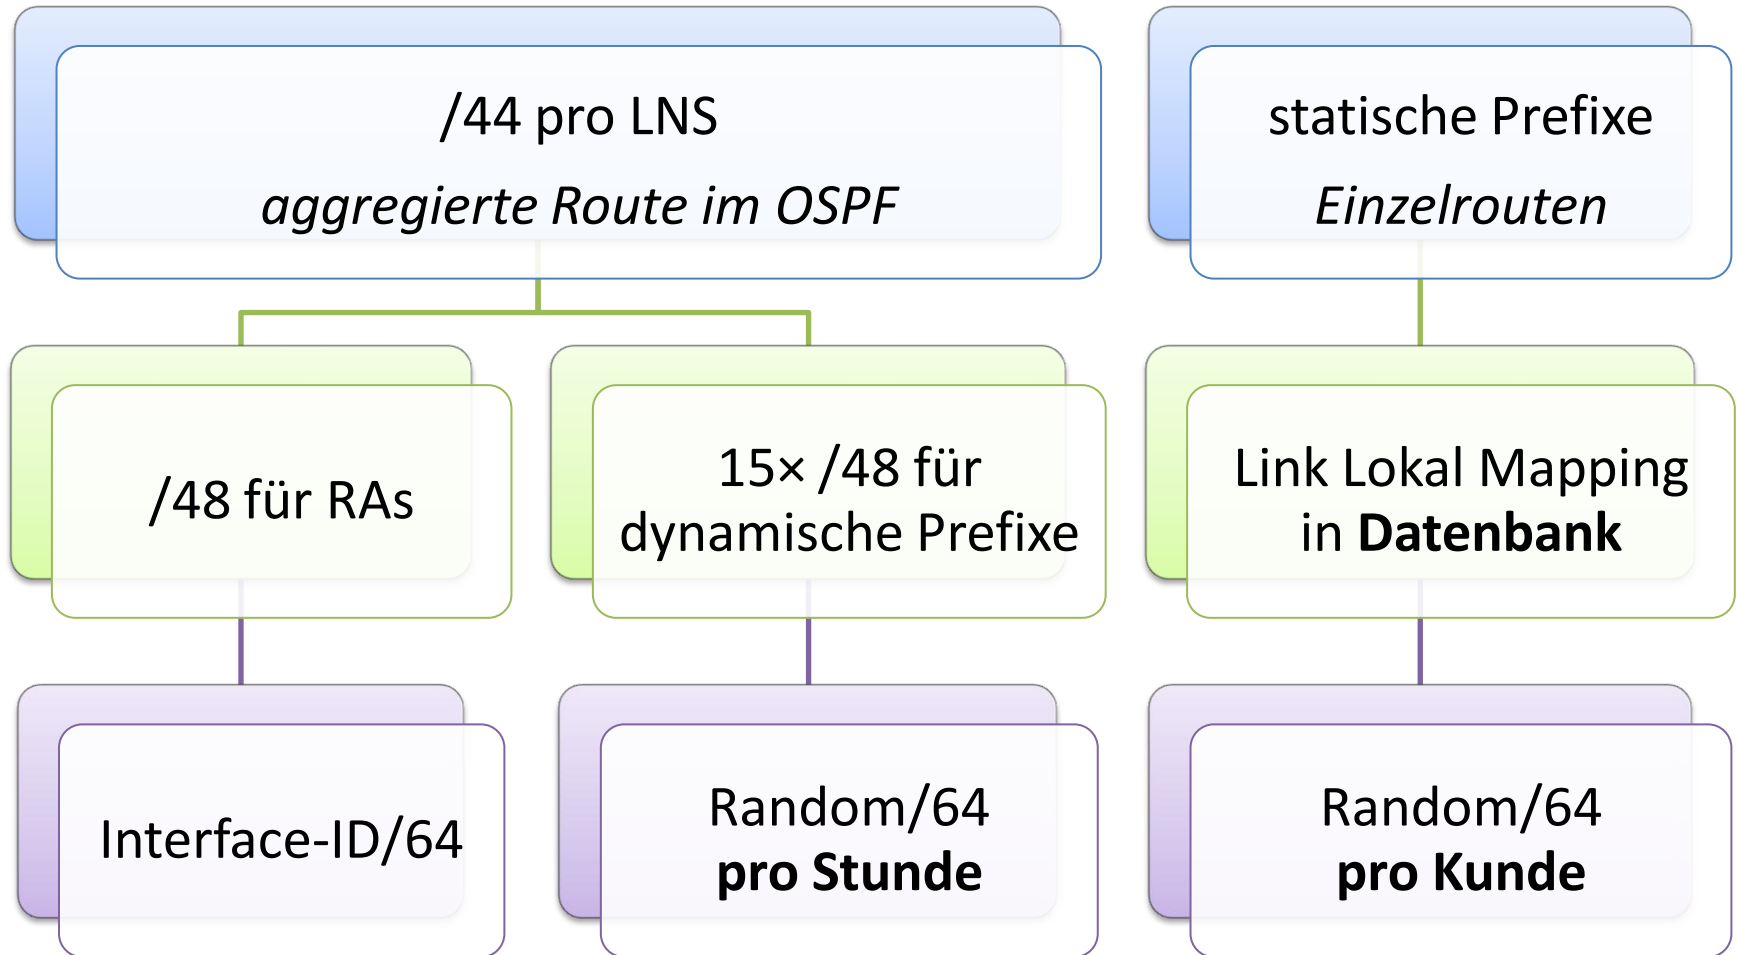 /44 pro LNS
aggregierte Route im OSPF
statische Prefixe
Einzelrouten
/48 für RAs
15× /48 für
dynamische Prefixe
Link Lokal Mapping
in Datenbank
Interface-ID/64
Random/64
pro Stunde
Random/64
pro Kunde